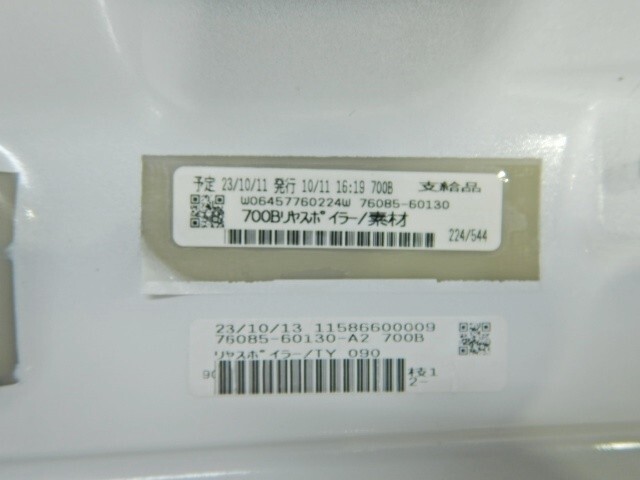 予定 23/10/11 発行 10/11 16:19 700B 支給品
W06457760224W 76085-60130
700Bリヤスポイラー/素材
224/544
23/10/13 11586600009
76085-60130-A2 700B
リヤスポイラー/TY 090
枝1
2-